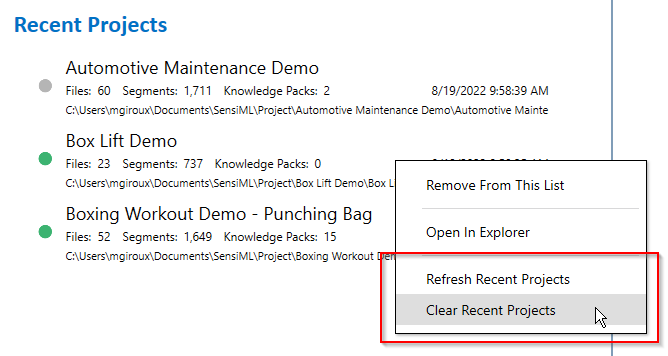 Recent Projects
Automotive Maintenance Demo
Files: 60 Segments: 1,711 Knowledge Packs: 2 8/19/2022 9:58:39 AM
C:\Users\mgiroux\Documents\SensiML\Project\Automotive Maintenance Demo\Automotive Mainte
Box Lift Demo
Files: 23 Segments: 737 Knowledge Packs: 0
C:\Users\mgiroux\Documents\SensiML\Project\Box Lift Demo\Box L
Boxing Workout Demo - Punching Bag
Files: 52 Segments: 1,649 Knowledge Packs: 15
C:\Users\mgiroux\Documents\SensiML\Project\Boxing Workout De
Remove From This List
Open In Explorer
Refresh Recent Projects
Clear Recent Projects